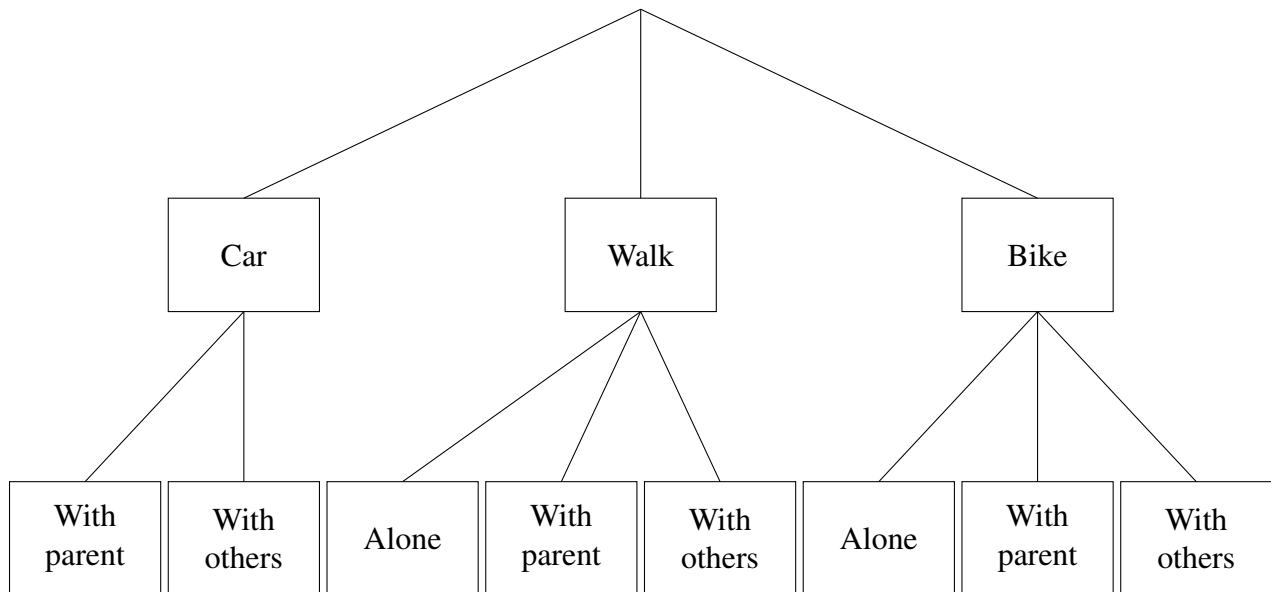 Car
Walk
Bike
With
parent
With
others
Alone
With
parent
With
others
Alone
With
parent
With
others